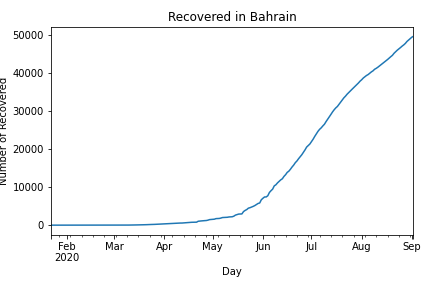 Recovered in Bahrain
50000
40000
30000
20000
10000
0
Number of Recovered
Feb Mar Apr May Jun Jul Aug Sep
2020
Day